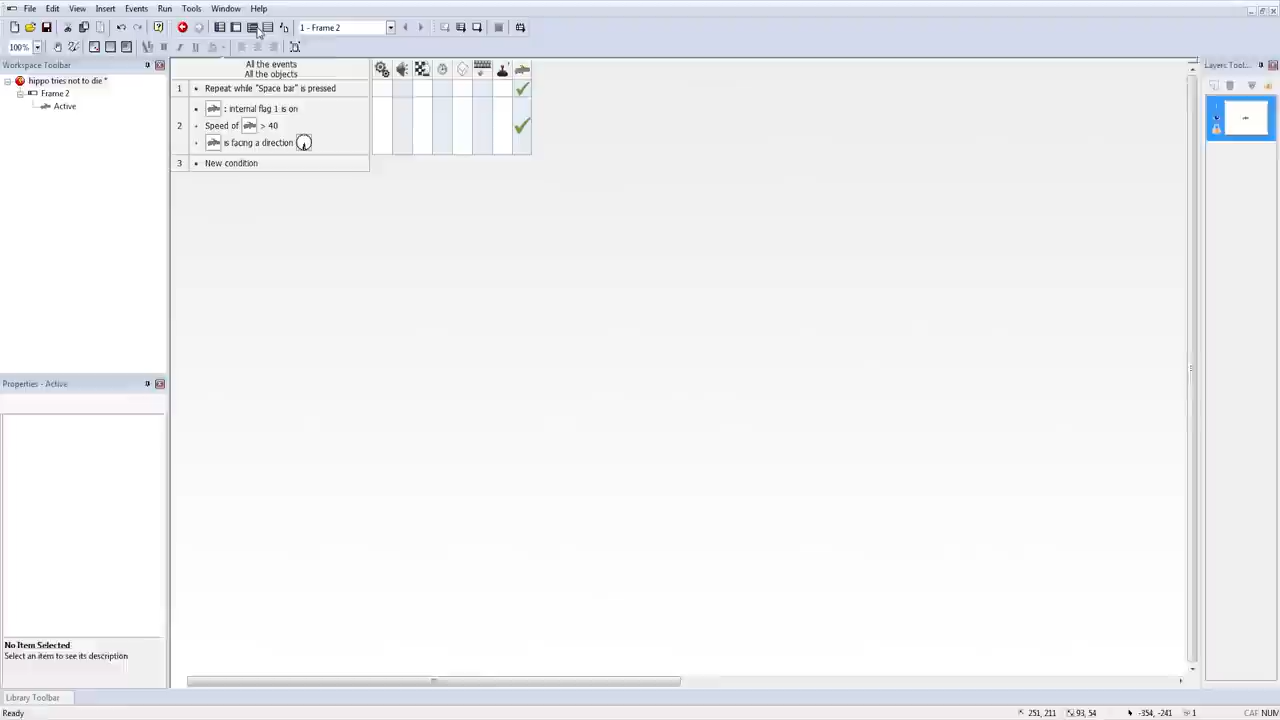 File Edit View Insert Events Run Tools Window Help
1 - Frame 2
100%
Workspace Toolbar
hippo tries not to die *
Frame 2
Active
All the events
All the objects
1 • Repeat while "Space bar" is pressed
• : internal flag 1 is on
2 • Speed of > 40
• is facing a direction
3 • New condition
Layers Tool...
1
Properties - Active
No Item Selected
Select an item to see its description
Library Toolbar
Ready
251, 211
93, 54
-354, -241
1
CAF NUM